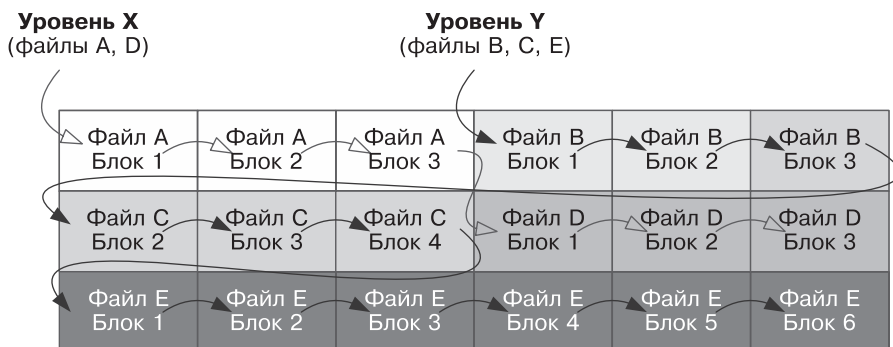 Уровень X
(файлы A, D)
Уровень Y
(файлы B, C, E)
Файл A
Блок 1
Файл A
Блок 2
Файл A
Блок 3
Файл B
Блок 1
Файл B
Блок 2
Файл B
Блок 3
Файл C
Блок 2
Файл C
Блок 3
Файл C
Блок 4
Файл D
Блок 1
Файл D
Блок 2
Файл D
Блок 3
Файл E
Блок 1
Файл E
Блок 2
Файл E
Блок 3
Файл E
Блок 4
Файл E
Блок 5
Файл E
Блок 6